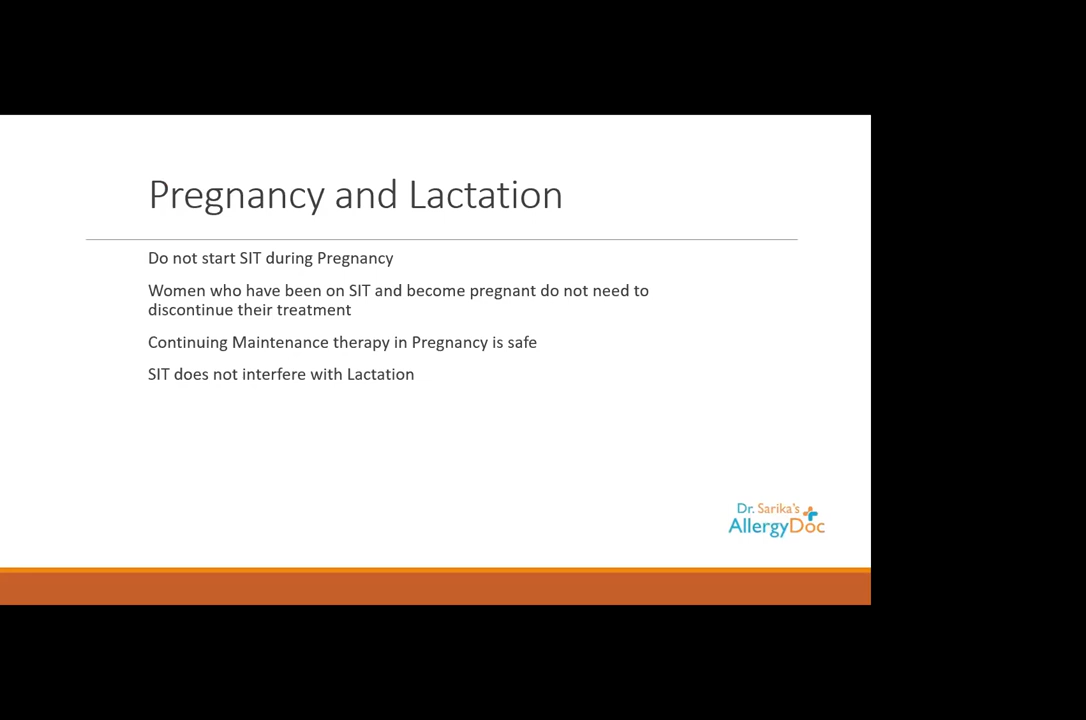 Pregnancy and Lactation
Do not start SIT during Pregnancy
Women who have been on SIT and become pregnant do not need to
discontinue their treatment
Continuing Maintenance therapy in Pregnancy is safe
SIT does not interfere with Lactation
Dr. Sarika's
AllergyDoc